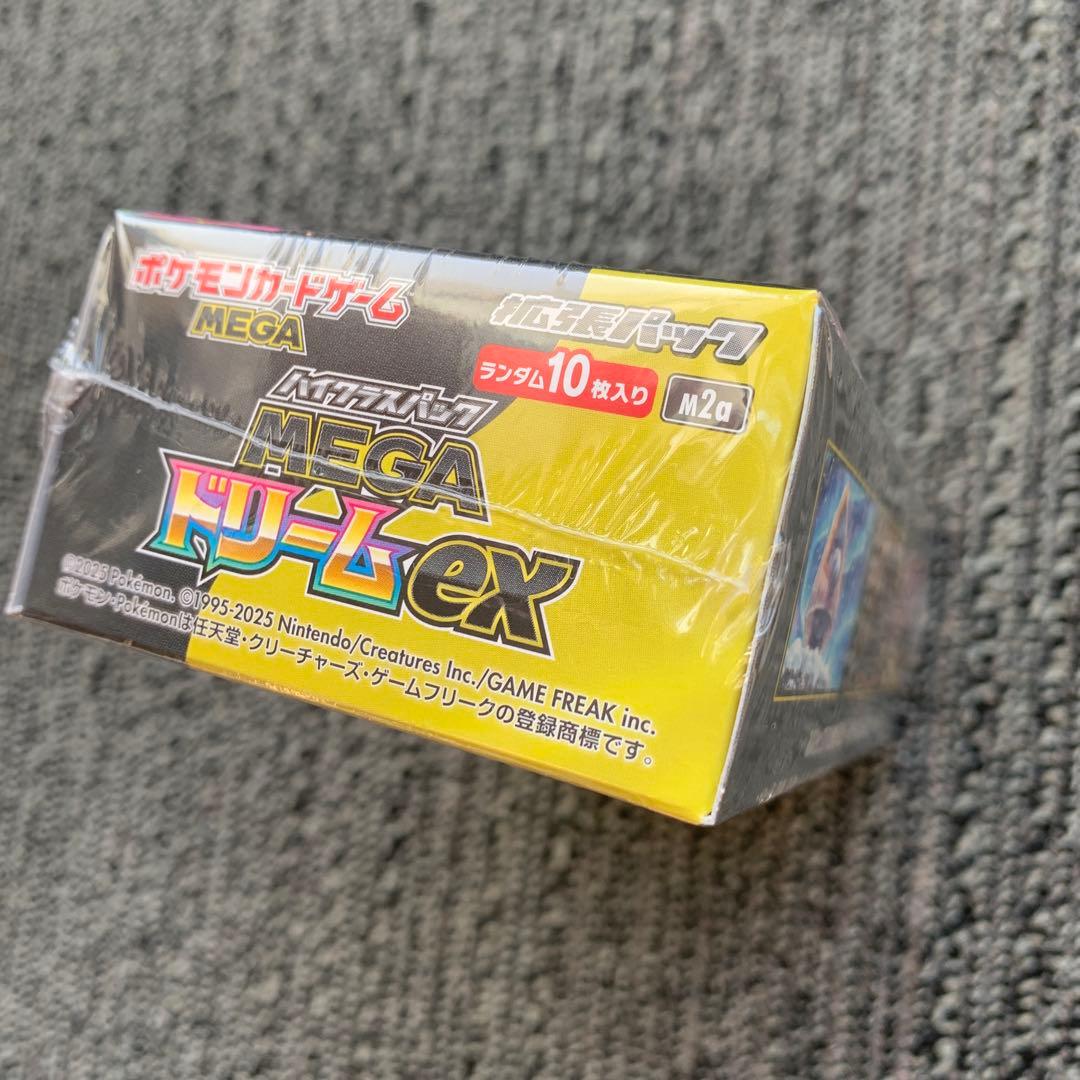 ポケモンカードゲーム
MEGA
拡張パック
ランダム10枚入り
M2a
ハイクラスパック
MEGA
ドリームex
©2025 Pokémon. ©1995-2025 Nintendo/Creatures Inc./GAME FREAK inc.
ポケモン・Pokémonは任天堂・クリーチャーズ・ゲームフリークの登録商標です。